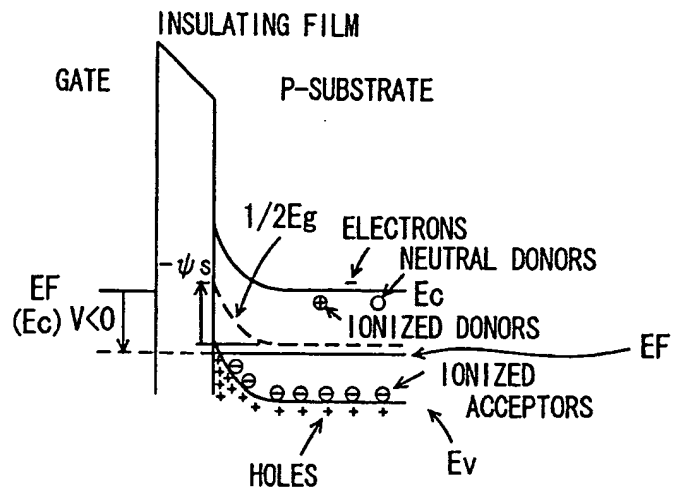 INSULATING FILM
GATE
P-SUBSTRATE
1/2Eg
ELECTRONS
NEUTRAL DONORS
-ψs
EF
Ec
(Ec) V<0
IONIZED DONORS
EF
IONIZED
ACCEPTORS
HOLES
Ev